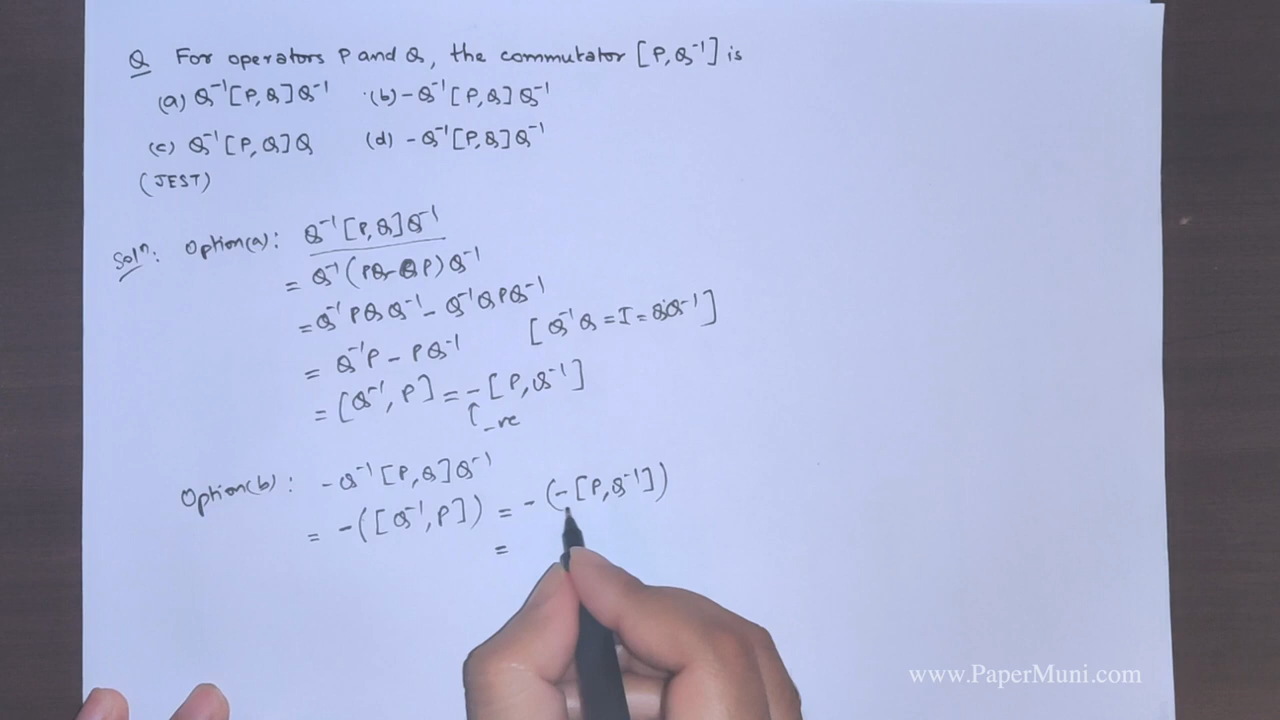 Q For operators P and Q, the commutator [P, Q⁻¹] is
(a) Q⁻¹[P, Q]Q⁻¹ (b) -Q⁻¹[P, Q]Q⁻¹
(c) Q⁻¹[P, Q]Q (d) -Q⁻¹[P, Q]Q⁻¹
(JEST)
Solⁿ: Option(a): Q⁻¹[P, Q]Q⁻¹
= Q⁻¹(PQ-QP)Q⁻¹
= Q⁻¹PQQ⁻¹ - Q⁻¹QPQ⁻¹
= Q⁻¹P - PQ⁻¹ [Q⁻¹Q = I = QQ⁻¹]
= [Q⁻¹, P] = -[P, Q⁻¹]
-ve
Option(b): -Q⁻¹[P, Q]Q⁻¹
= -([Q⁻¹, P]) = -(-[P, Q⁻¹])
=
www.PaperMuni.com